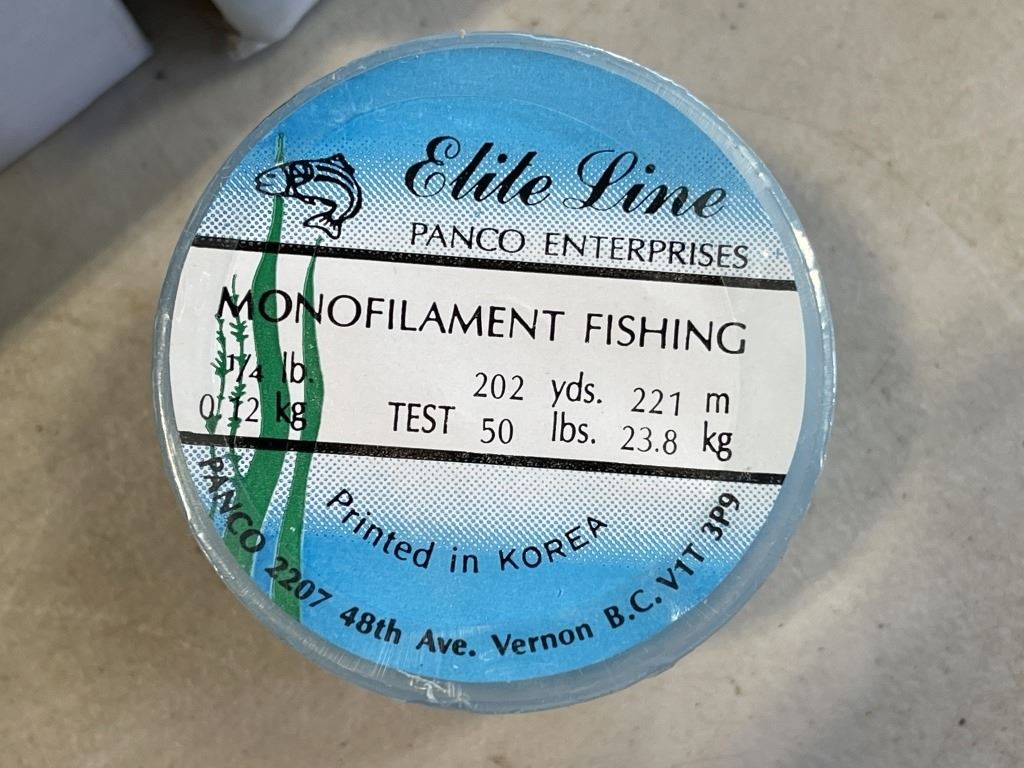 Elite Line
PANCO ENTERPRISES
MONOFILAMENT FISHING
1/4 lb. 202 yds. 221 m
0.12 kg TEST 50 lbs. 23.8 kg
Printed in KOREA
PANCO 2207 48th Ave. Vernon B.C. V1T 3P9